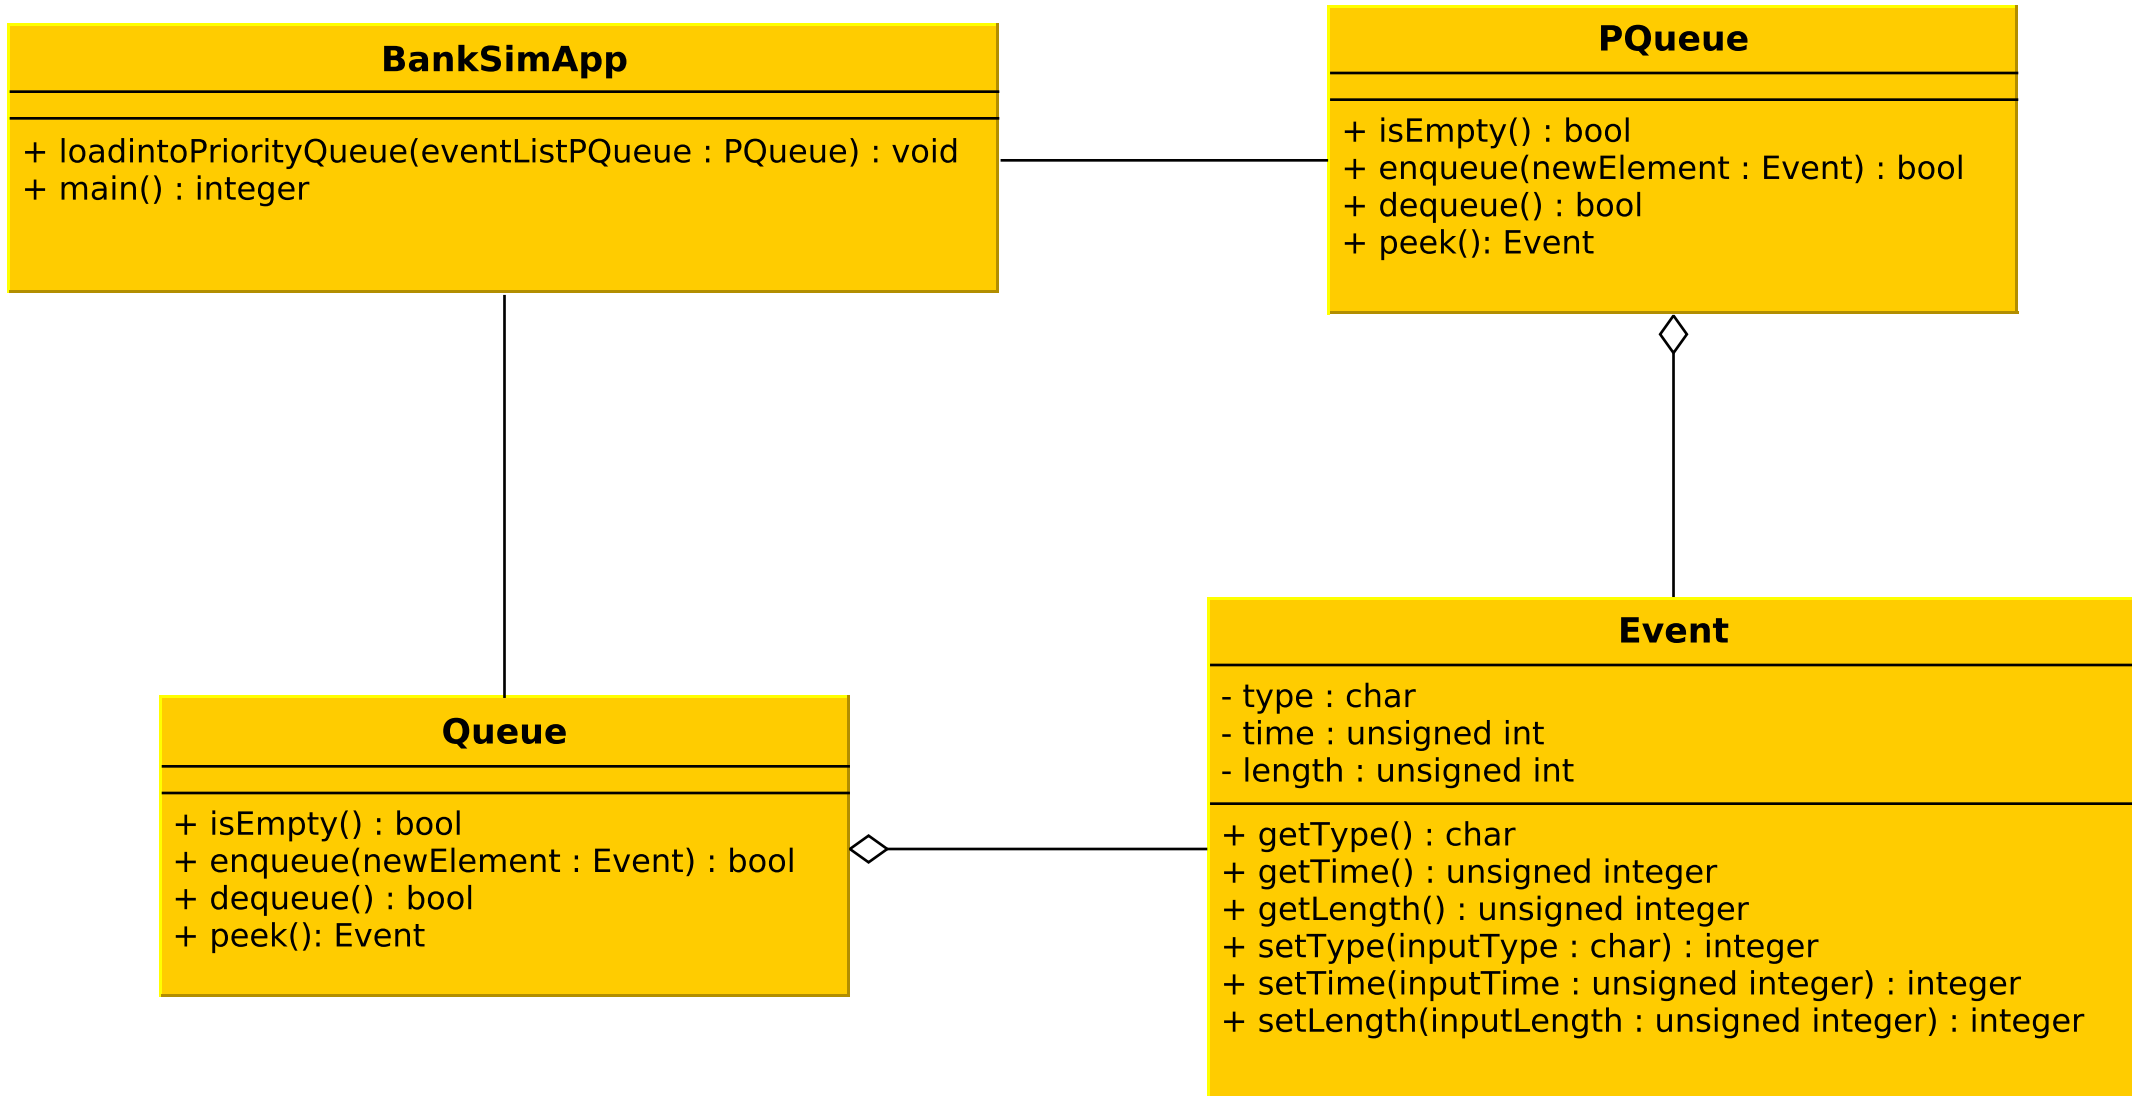 BankSimApp
+ loadintoPriorityQueue(eventListPQueue : PQueue) : void
+ main() : integer
PQueue
+ isEmpty() : bool
+ enqueue(newElement : Event) : bool
+ dequeue() : bool
+ peek(): Event
Queue
+ isEmpty() : bool
+ enqueue(newElement : Event) : bool
+ dequeue() : bool
+ peek(): Event
Event
- type : char
- time : unsigned int
- length : unsigned int
+ getType() : char
+ getTime() : unsigned integer
+ getLength() : unsigned integer
+ setType(inputType : char) : integer
+ setTime(inputTime : unsigned integer) : integer
+ setLength(inputLength : unsigned integer) : integer